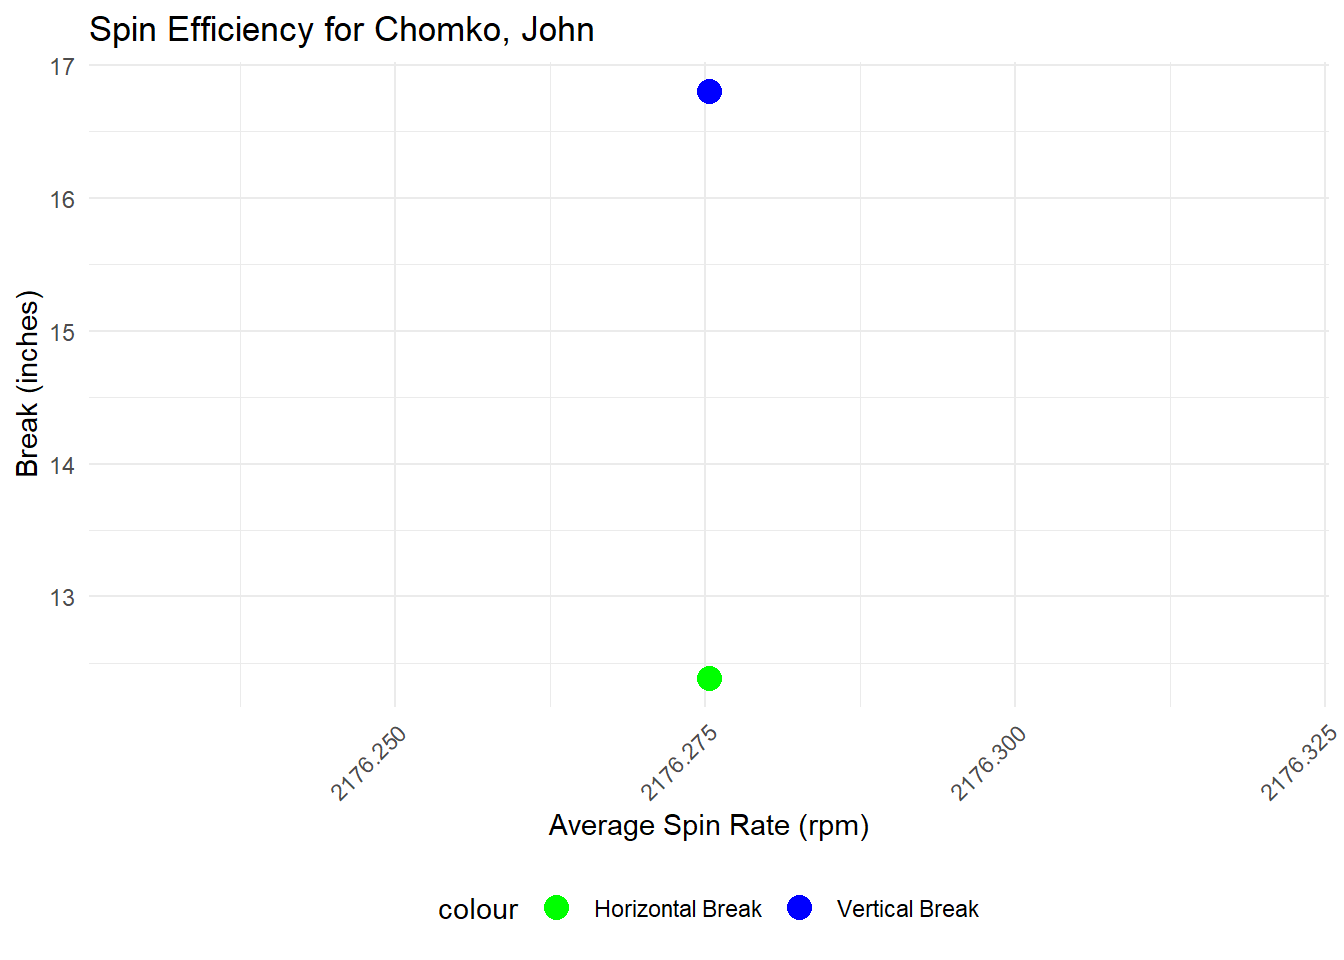 Spin Efficiency for Chomko, John
17
16
15
14
13
Break (inches)
2176.250
2176.275
2176.300
2176.325
Average Spin Rate (rpm)
colour Horizontal Break Vertical Break